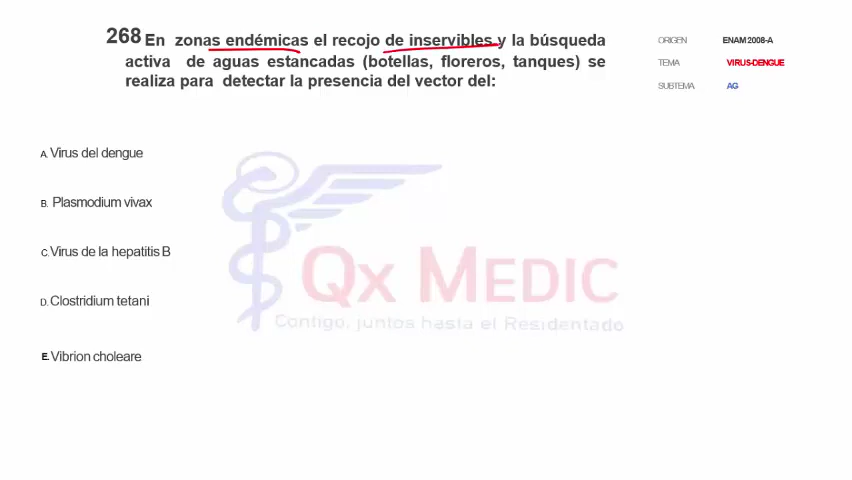 268 En zonas endémicas el recojo de inservibles y la búsqueda
activa de aguas estancadas (botellas, floreros, tanques) se
realiza para detectar la presencia del vector del:
ORIGEN ENAM 2008-A
TEMA VIRUS-DENGUE
SUBTEMA AG
A. Virus del dengue
B. Plasmodium vivax
C. Virus de la hepatitis B
D. Clostridium tetani
E. Vibrion choleare
Qx MEDIC
Contigo, juntos hasta el Residentado